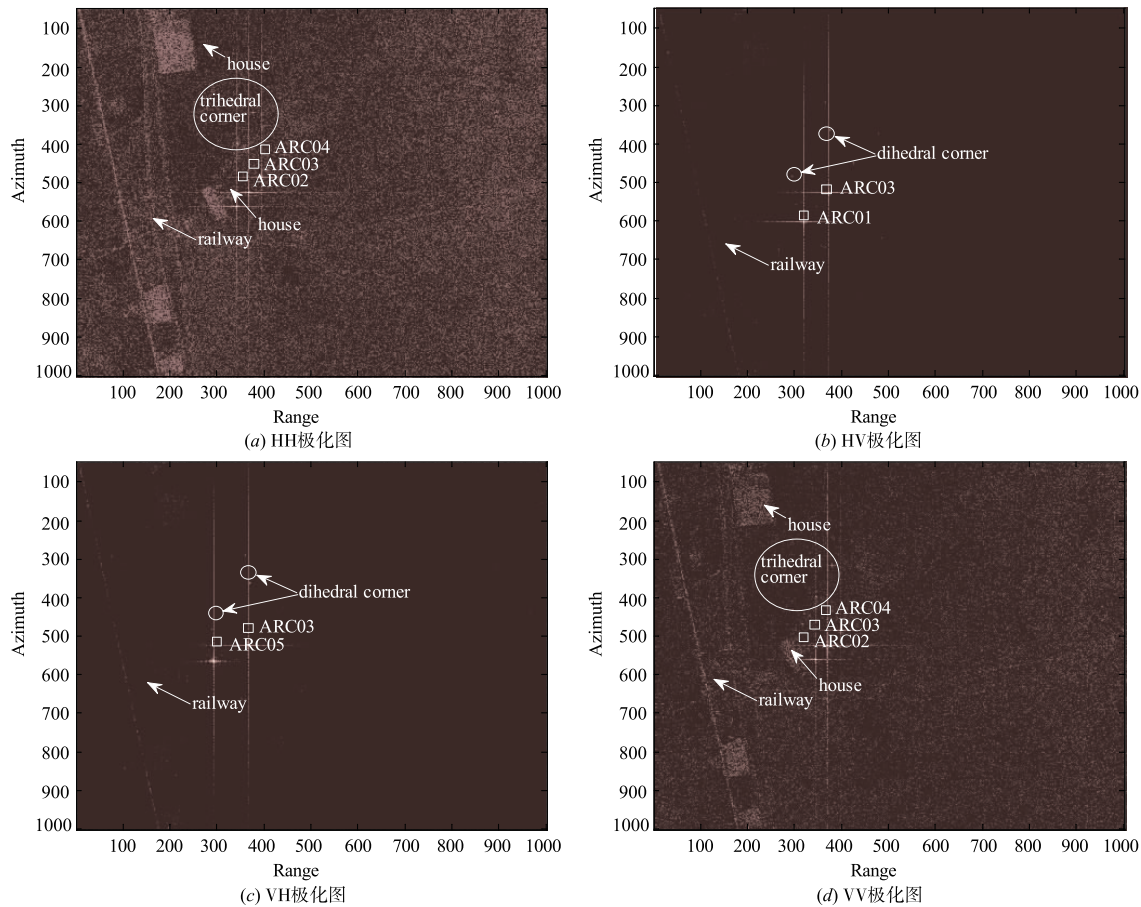 100
200
300
400
500
600
700
800
900
1000
Azimuth
house
trihedral
corner
ARC04
ARC03
ARC02
house
railway
100 200 300 400 500 600 700 800 900 1000
Range
(a) HH极化图
100
200
300
400
500
600
700
800
900
1000
Azimuth
dihedral corner
ARC03
ARC01
railway
100 200 300 400 500 600 700 800 900 1000
Range
(b) HV极化图
100
200
300
400
500
600
700
800
900
1000
Azimuth
dihedral corner
ARC03
ARC05
railway
100 200 300 400 500 600 700 800 900 1000
Range
(c) VH极化图
100
200
300
400
500
600
700
800
900
1000
Azimuth
house
trihedral
corner
ARC04
ARC03
ARC02
house
railway
100 200 300 400 500 600 700 800 900 1000
Range
(d) VV极化图